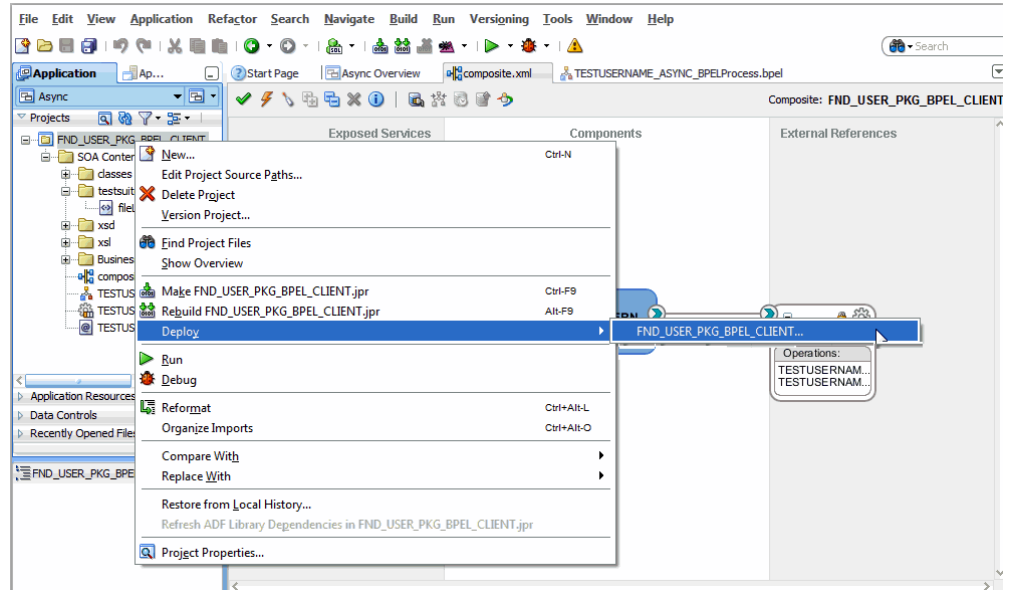 File Edit View Application Refactor Search Navigate Build Run Versioning Tools Window Help
Search
Application Ap... Start Page Async Overview composite.xml TESTUSERNAME_ASYNC_BPELProcess.bpel
Async Composite: FND_USER_PKG_BPEL_CLIENT
Projects
Exposed Services Components External References
FND_USER_PKG_BPEL_CLIENT
SOA Conter
classes
testsuit
xsd
xsl
Busines
compos
TESTUS
TESTUS
TESTUS
New... Ctrl-N
Edit Project Source Paths...
Delete Project
Version Project...
Find Project Files
Show Overview
Make FND_USER_PKG_BPEL_CLIENT.jpr Ctrl-F9
Rebuild FND_USER_PKG_BPEL_CLIENT.jpr Alt-F9
Deploy FND_USER_PKG_BPEL_CLIENT...
Run
Debug
Reformat Ctrl+Alt-L
Organize Imports Ctrl+Alt-O
Compare With
Replace With
Restore from Local History...
Refresh ADF Library Dependencies in FND_USER_PKG_BPEL_CLIENT.jpr
Project Properties...
Operations:
TESTUSERNAM...
TESTUSERNAM...
Application Resources
Data Controls
Recently Opened Files
FND_USER_PKG_BPE